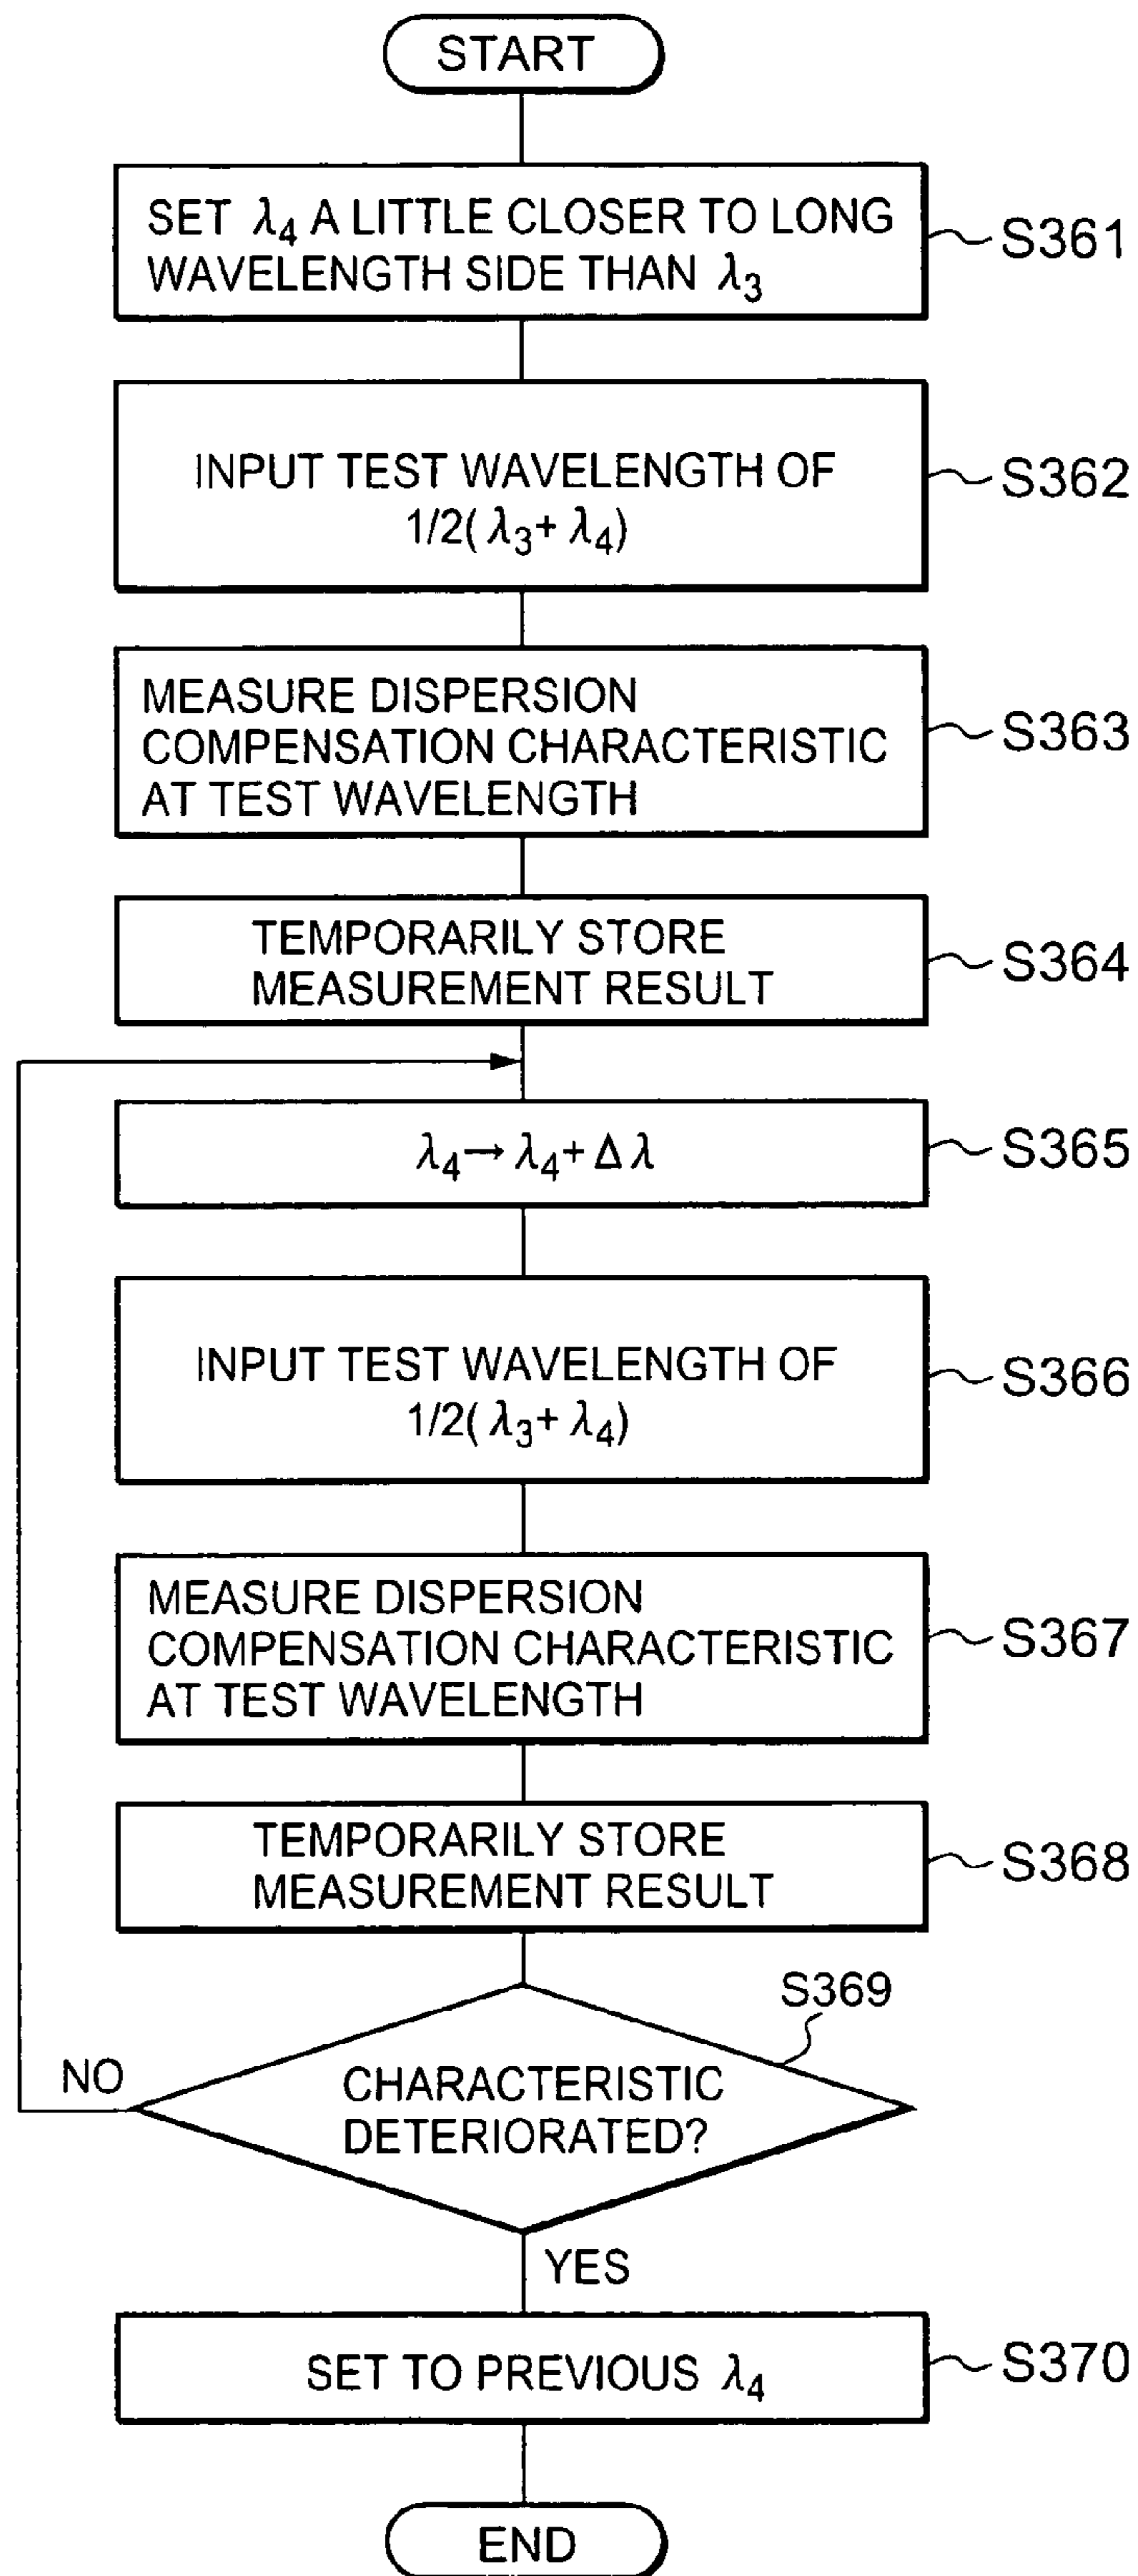 START
SET λ4 A LITTLE CLOSER TO LONG
WAVELENGTH SIDE THAN λ3
S361
INPUT TEST WAVELENGTH OF
1/2(λ3+ λ4)
S362
MEASURE DISPERSION
COMPENSATION CHARACTERISTIC
AT TEST WAVELENGTH
S363
TEMPORARILY STORE
MEASUREMENT RESULT
S364
λ4→λ4+Δλ
S365
INPUT TEST WAVELENGTH OF
1/2(λ3+ λ4)
S366
MEASURE DISPERSION
COMPENSATION CHARACTERISTIC
AT TEST WAVELENGTH
S367
TEMPORARILY STORE
MEASUREMENT RESULT
S368
S369
NO
CHARACTERISTIC
DETERIORATED?
YES
SET TO PREVIOUS λ4
S370
END